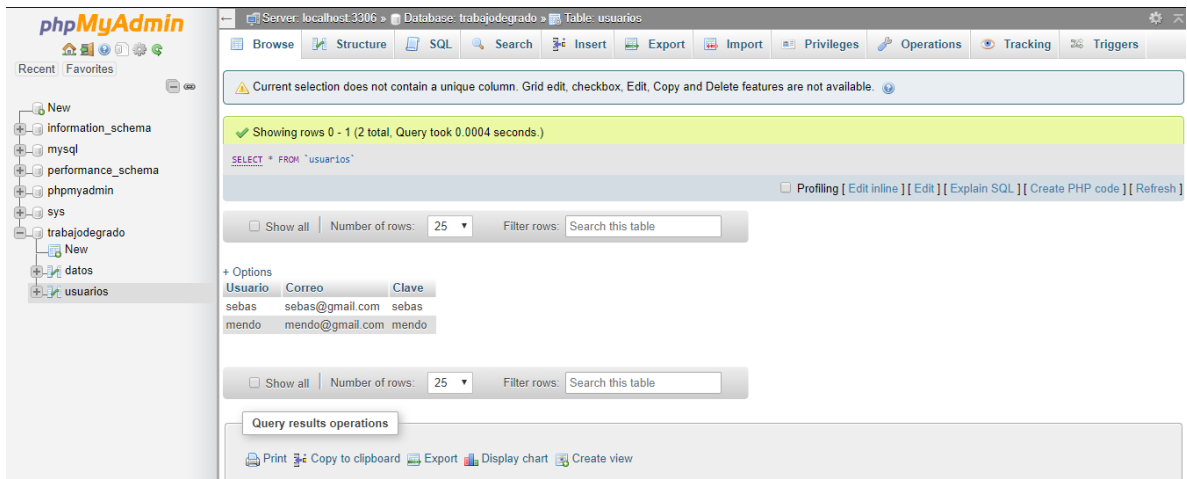 phpMyAdmin
Recent Favorites
New
information_schema
mysql
performance_schema
phpmyadmin
sys
trabajodegrado
New
datos
usuarios
Server: localhost:3306 » Database: trabajodegrado » Table: usuarios
Browse Structure SQL Search Insert Export Import Privileges Operations Tracking Triggers
Current selection does not contain a unique column. Grid edit, checkbox, Edit, Copy and Delete features are not available.
Showing rows 0 - 1 (2 total, Query took 0.0004 seconds.)
SELECT * FROM `usuarios`
Profiling [ Edit inline ] [ Edit ] [ Explain SQL ] [ Create PHP code ] [ Refresh ]
Show all Number of rows: 25 Filter rows: Search this table
+ Options
Usuario Correo Clave
sebas sebas@gmail.com sebas
mendo mendo@gmail.com mendo
Show all Number of rows: 25 Filter rows: Search this table
Query results operations
Print Copy to clipboard Export Display chart Create view